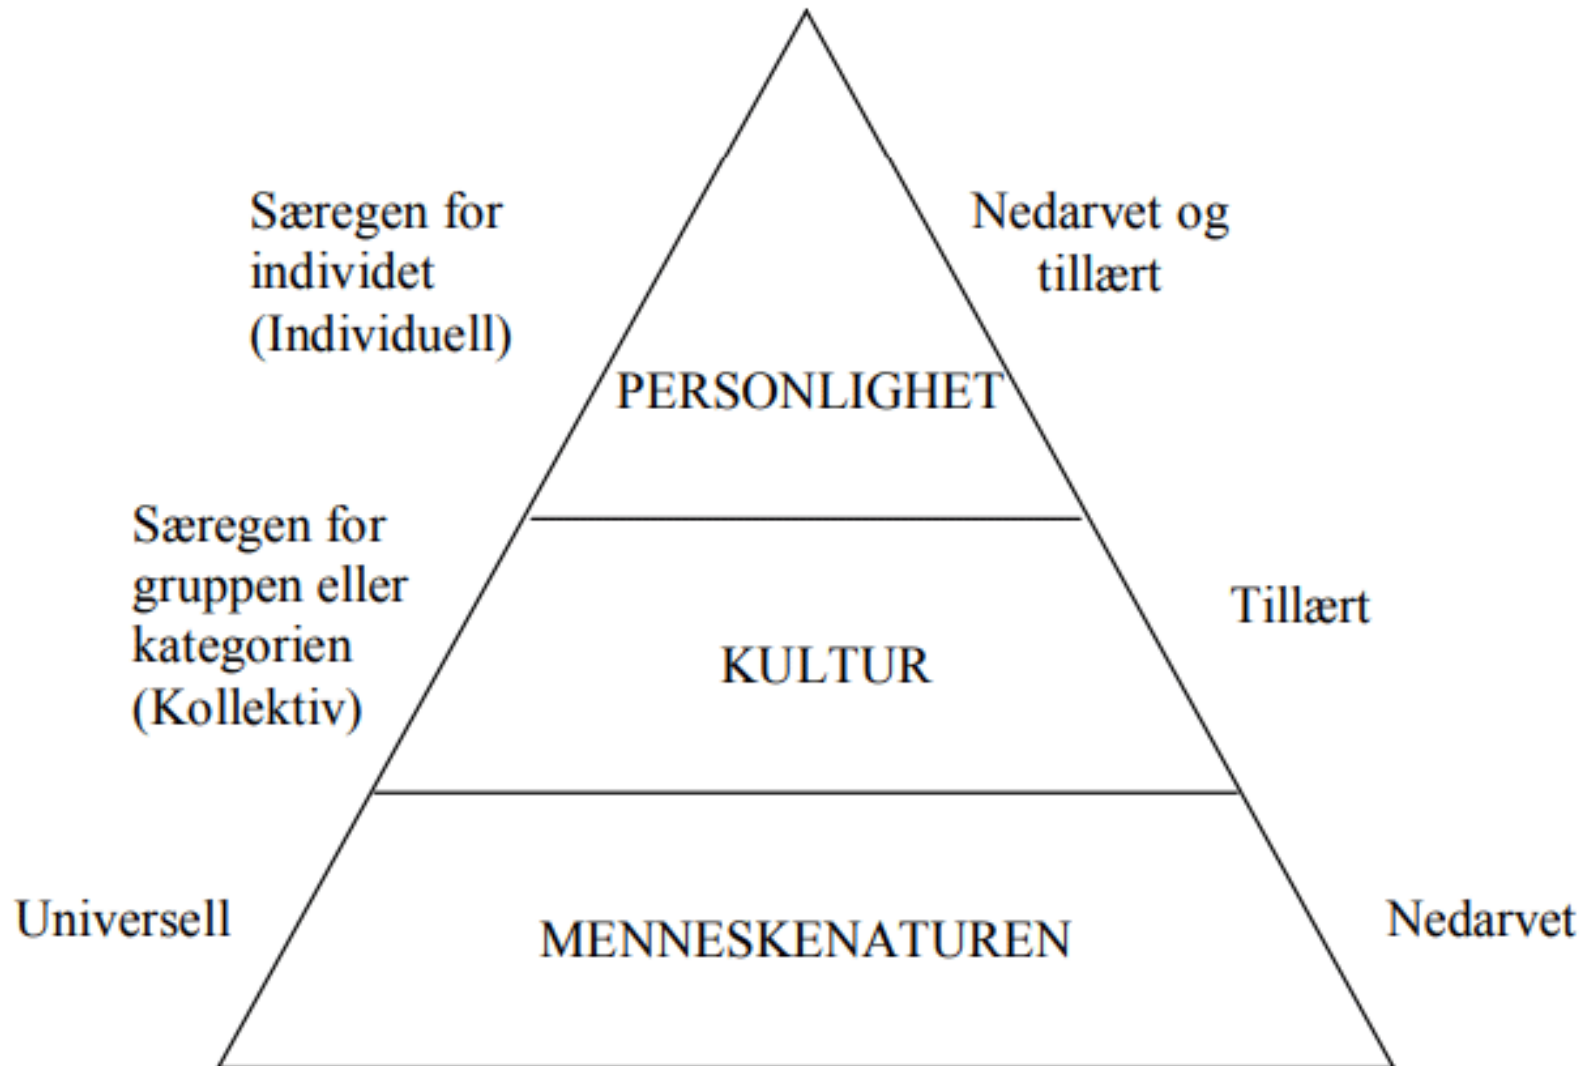 Særegen for
individet
(Individuell)
Nedarvet og
tillært
PERSONLIGHET
Særegen for
gruppen eller
kategorien
(Kollektiv)
Tillært
KULTUR
Universell
MENNESKENATUREN
Nedarvet